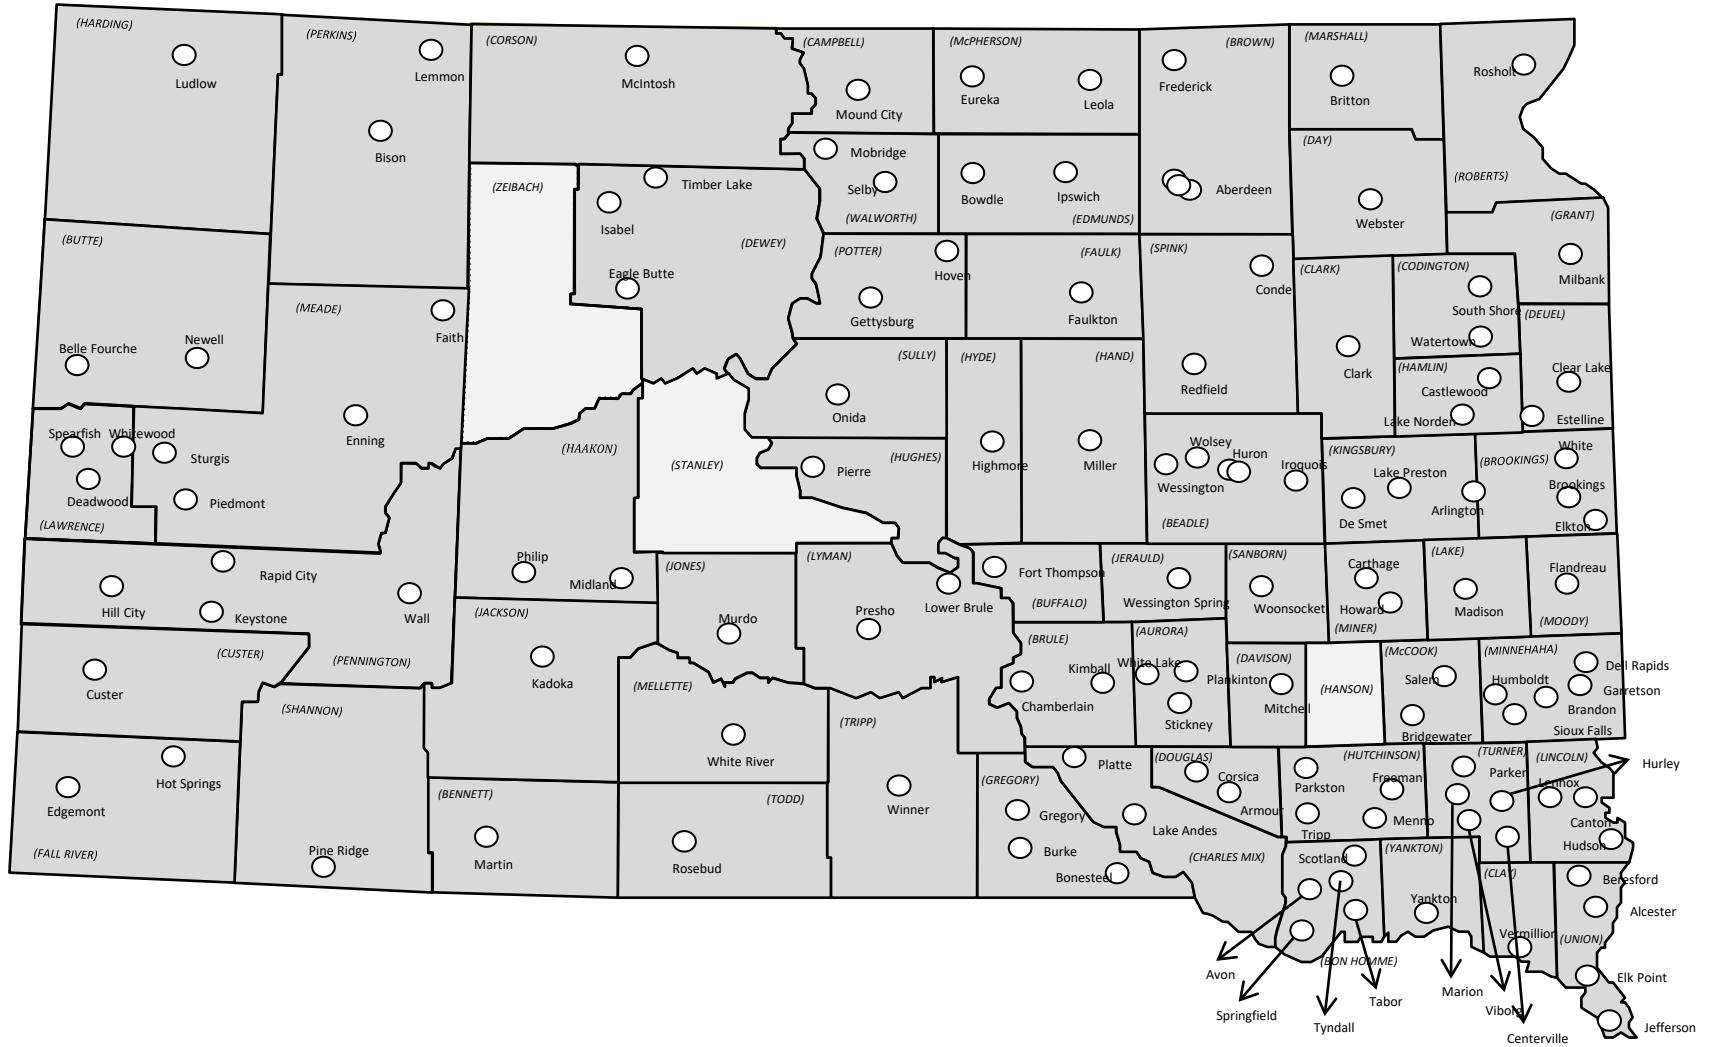 (HARDING)
Ludlow
(PERKINS)
Lemmon
Bison
(CORSON)
McIntosh
(CAMPBELL)
Mound City
(McPHERSON)
Eureka
Leola
(BROWN)
Frederick
Aberdeen
(MARSHALL)
Britton
Rosholt
(ROBERTS)
(DAY)
Webster
(GRANT)
Milbank
(ZEIBACH)
Timber Lake
Isabel
(DEWEY)
Eagle Butte
Mobridge
Selby
(WALWORTH)
Bowdle
Ipswich
(EDMUNDS)
(BUTTE)
Belle Fourche
Newell
(MEADE)
Faith
Enning
Sturgis
Piedmont
(POTTER)
Hoven
Gettysburg
(FAULK)
Faulkton
(SPINK)
Conde
Redfield
(CLARK)
Clark
(CODINGTON)
South Shore
Watertown
(DEUEL)
Clear Lake
Estelline
(HAMLIN)
Castlewood
Lake Norden
Spearfish
Whitewood
Deadwood
(LAWRENCE)
(HAAKON)
Philip
Midland
(STANLEY)
(SULLY)
Onida
(HYDE)
Highmore
(HAND)
Miller
(HUGHES)
Pierre
Wolsey
Huron
Iroquois
Wessington
(BEADLE)
(KINGSBURY)
Lake Preston
De Smet
Arlington
(BROOKINGS)
White
Brookings
Elkton
Rapid City
Hill City
Keystone
Wall
(PENNINGTON)
(JACKSON)
Kadoka
(JONES)
Murdo
(LYMAN)
Presho
Lower Brule
Fort Thompson
(BUFFALO)
(JERAULD)
Wessington Spring
(SANBORN)
Woonsocket
Carthage
Howard
(MINER)
(LAKE)
Madison
Flandreau
(MOODY)
(CUSTER)
Custer
(SHANNON)
Pine Ridge
(MELLETTE)
White River
(TRIPP)
Winner
(BRULE)
Kimball
Chamberlain
(AURORA)
White Lake
Plankinton
Stickney
(DAVISON)
Mitchell
(HANSON)
(McCOOK)
Salem
Bridgewater
(MINNEHAHA)
Dell Rapids
Humboldt
Garretson
Brandon
Sioux Falls
Hot Springs
Edgemont
(FALL RIVER)
(BENNETT)
Martin
(TODD)
Rosebud
(GREGORY)
Gregory
Burke
Bonesteel
Platte
Lake Andes
(CHARLES MIX)
(DOUGLAS)
Corsica
Armour
(HUTCHINSON)
Parkston
Freeman
Tripp
Menno
(TURNER)
Parker
(LINCOLN)
Hurley
Lennox
Canton
Hudson
Scotland
(YANKTON)
Yankton
(CLAY)
Vermillion
Beresford
Alcester
(UNION)
Elk Point
Jefferson
(BON HOMME)
Avon
Springfield
Tyndall
Tabor
Marion
Viborg
Centerville